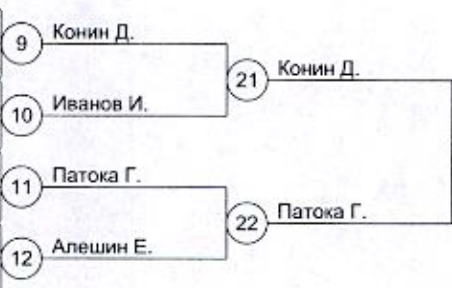 9 Конин Д.
21 Конин Д.
10 Иванов И.
11 Патока Г.
22 Патока Г.
12 Алешин Е.